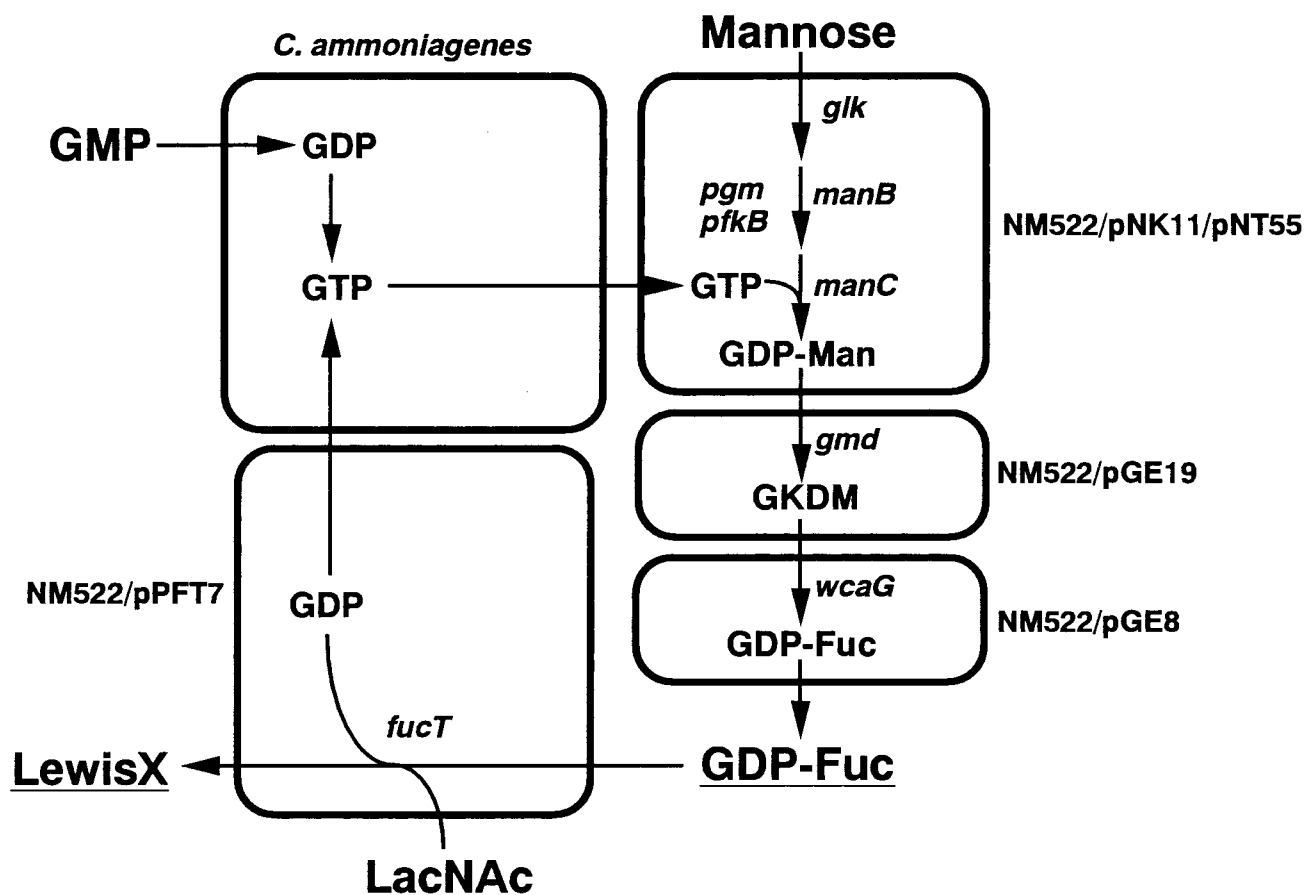 C. ammoniagenes
Mannose
glk
GMP
GDP
pgm
manB
pfkB
NM522/pNK11/pNT55
GTP
GTP
manC
GDP-Man
gmd
GKDM
NM522/pGE19
NM522/pPFT7
GDP
wcaG
GDP-Fuc
NM522/pGE8
fucT
LewisX
GDP-Fuc
LacNAc